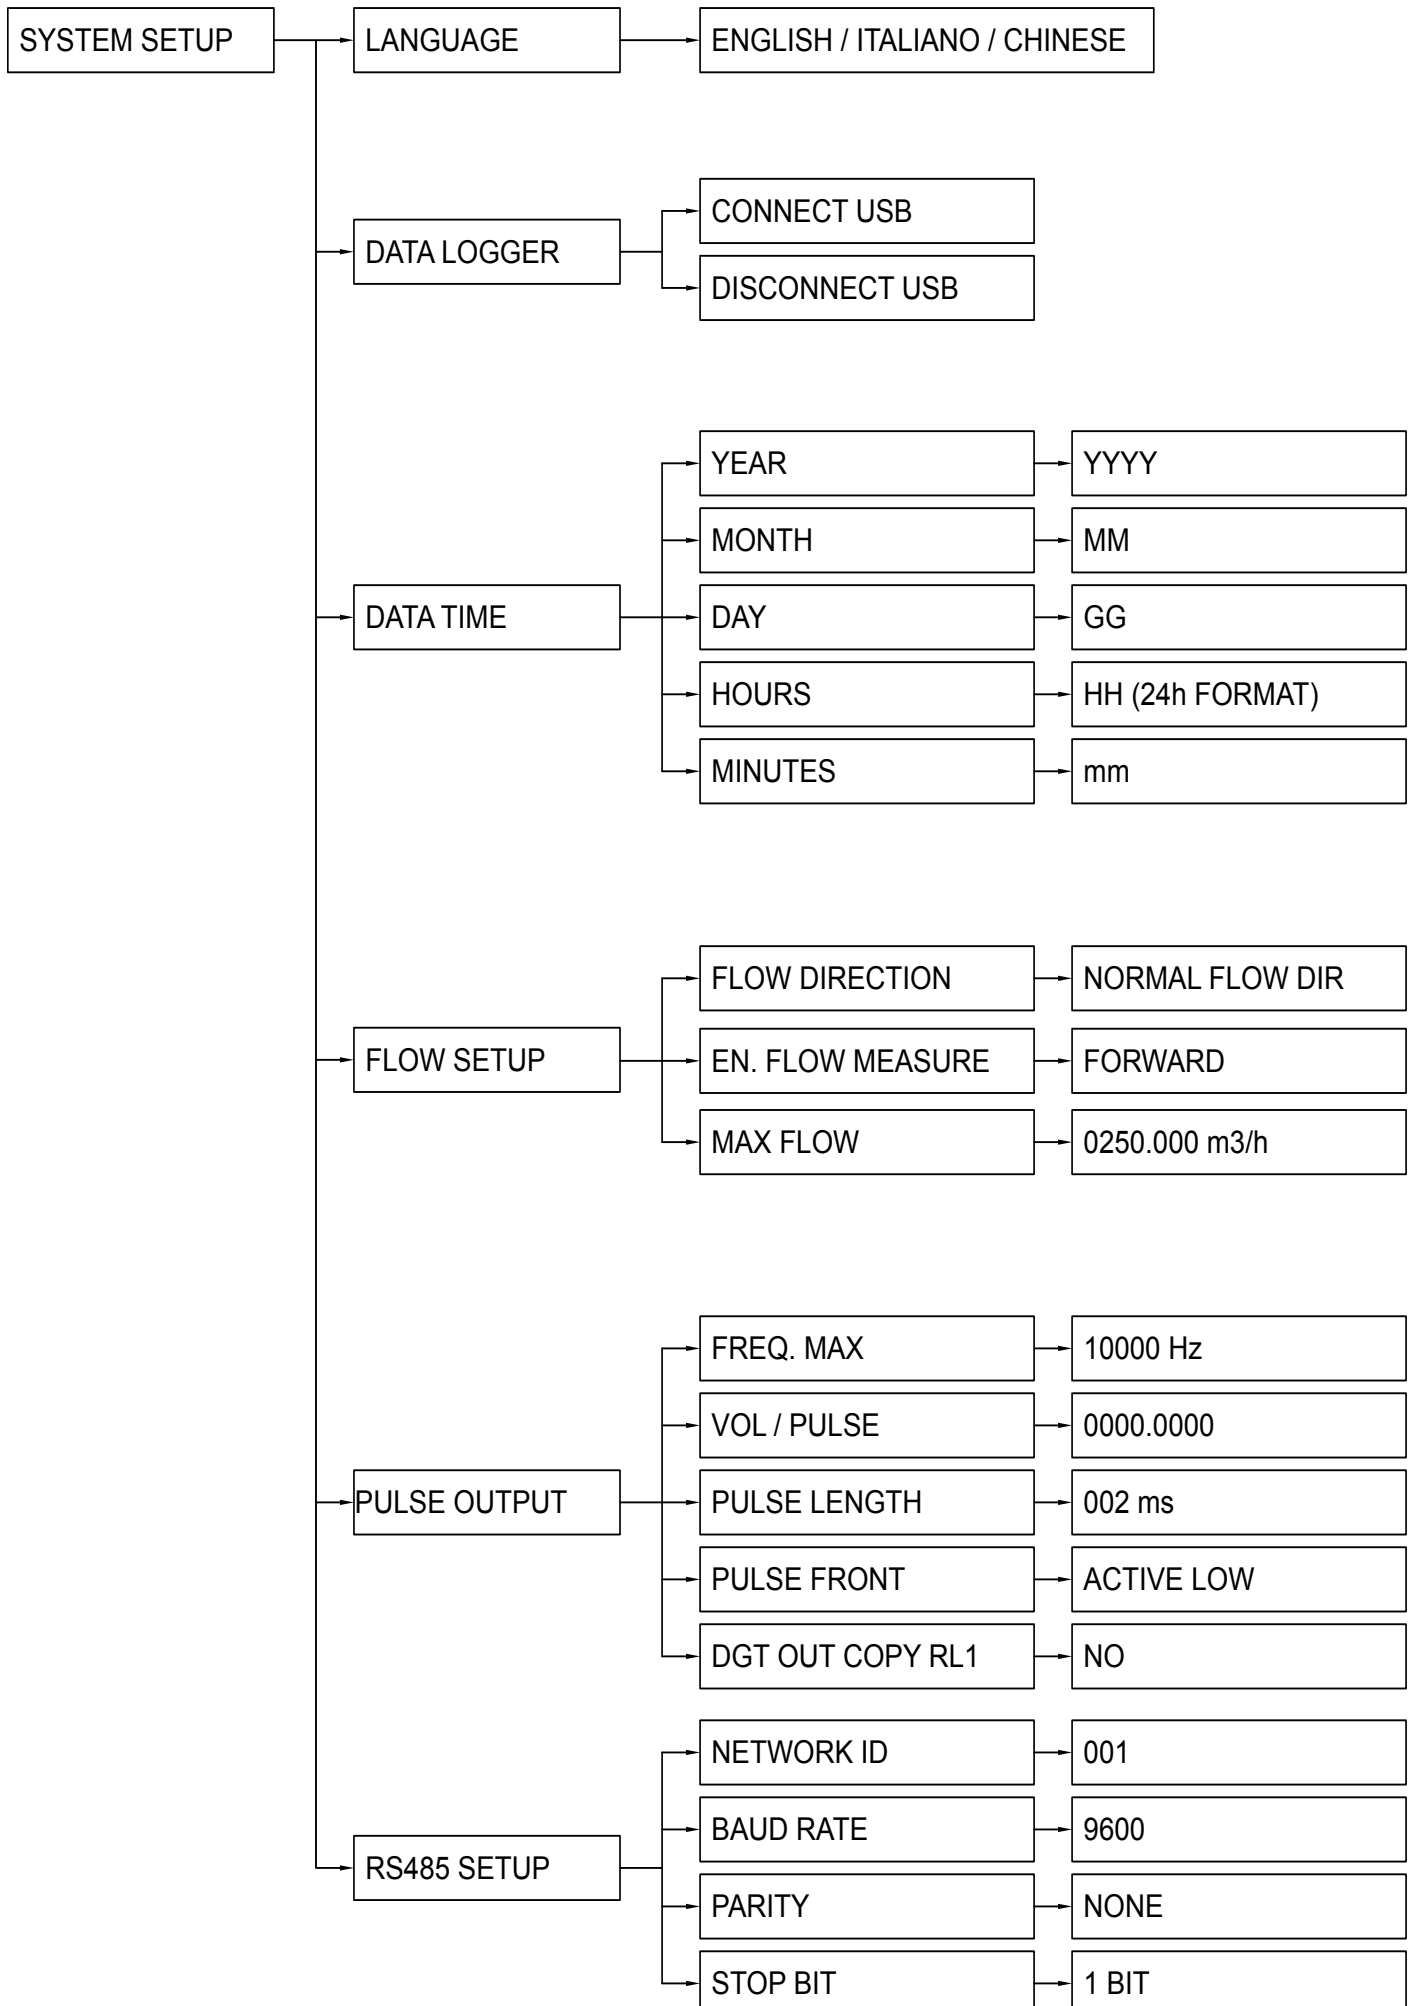 SYSTEM SETUP
LANGUAGE
ENGLISH / ITALIANO / CHINESE
DATA LOGGER
CONNECT USB
DISCONNECT USB
DATA TIME
YEAR
YYYY
MONTH
MM
DAY
GG
HOURS
HH (24h FORMAT)
MINUTES
mm
FLOW SETUP
FLOW DIRECTION
NORMAL FLOW DIR
EN. FLOW MEASURE
FORWARD
MAX FLOW
0250.000 m3/h
PULSE OUTPUT
FREQ. MAX
10000 Hz
VOL / PULSE
0000.0000
PULSE LENGTH
002 ms
PULSE FRONT
ACTIVE LOW
DGT OUT COPY RL1
NO
RS485 SETUP
NETWORK ID
001
BAUD RATE
9600
PARITY
NONE
STOP BIT
1 BIT